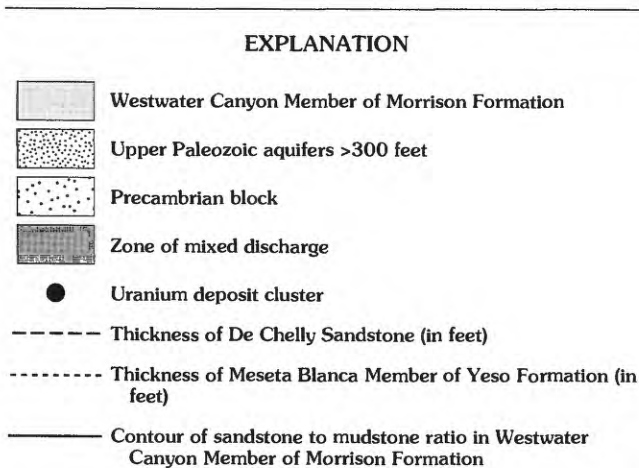 EXPLANATION
Westwater Canyon Member of Morrison Formation
Upper Paleozoic aquifers >300 feet
Precambrian block
Zone of mixed discharge
Uranium deposit cluster
Thickness of De Chelly Sandstone (in feet)
Thickness of Meseta Blanca Member of Yeso Formation (in
feet)
Contour of sandstone to mudstone ratio in Westwater
Canyon Member of Morrison Formation